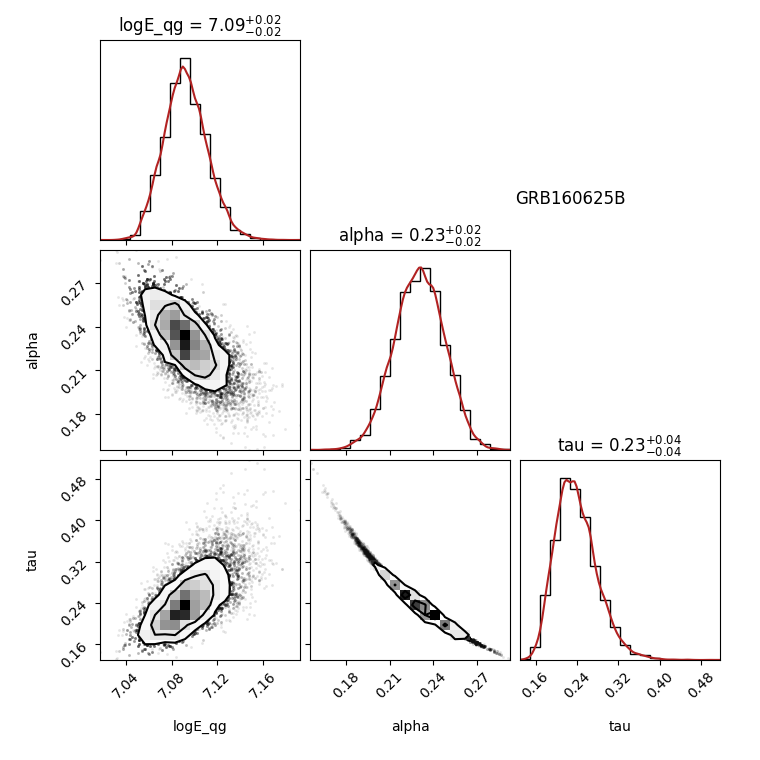 logE_qg = 7.09+0.02−0.02
GRB160625B
alpha = 0.23+0.02−0.02
alpha
0.27
0.24
0.21
0.18
tau = 0.23+0.04−0.04
tau
0.48
0.40
0.32
0.24
0.16
7.04 7.08 7.12 7.16
0.18 0.21 0.24 0.27
0.16 0.24 0.32 0.40 0.48
logE_qg alpha tau